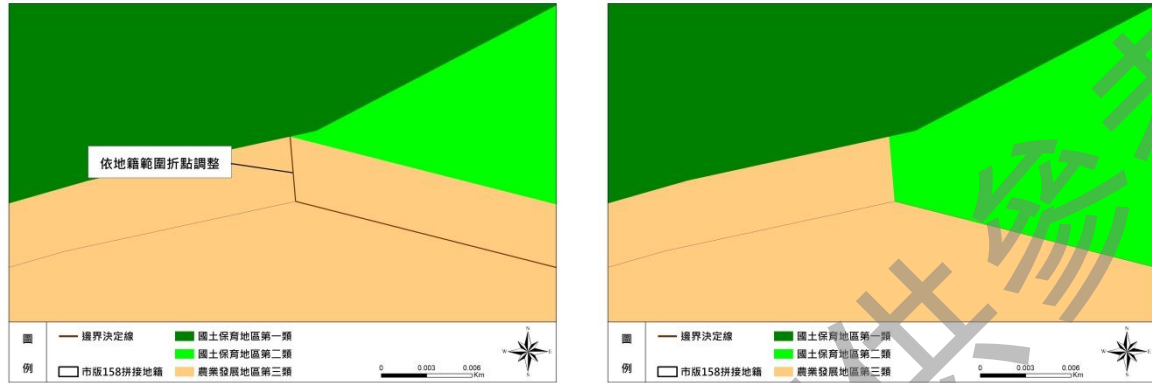 依地籍範圍折點調整
圖
例
邊界決定線
市版158拼接地籍
國土保育地區第一類
國土保育地區第二類
農業發展地區第三類
N
W
E
S
0 0.003 0.006
Km
圖
例
邊界決定線
市版158拼接地籍
國土保育地區第一類
國土保育地區第二類
農業發展地區第三類
N
W
E
S
0 0.003 0.006
Km
供參